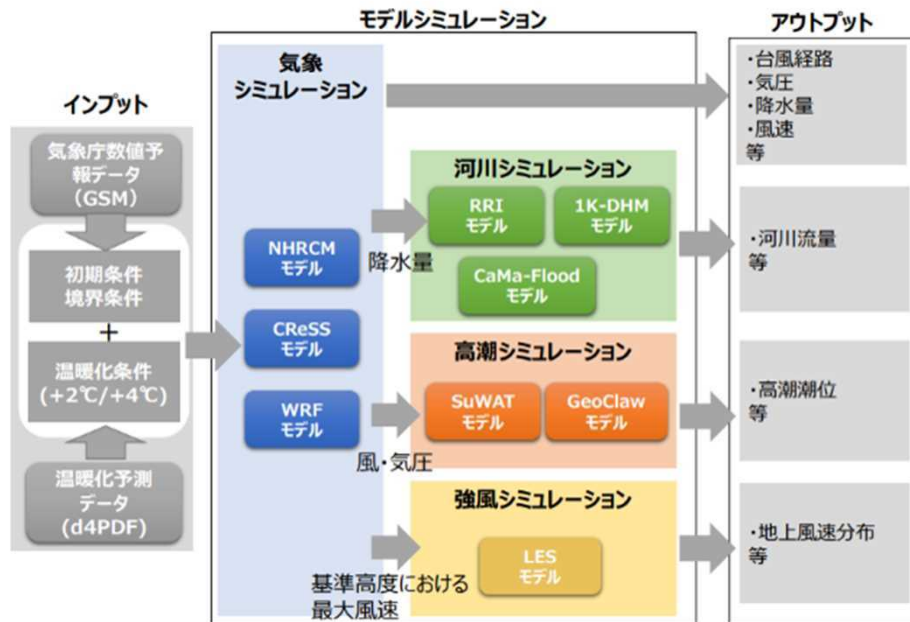 モデルシミュレーション
アウトプット
インプット
気象庁数値予
報データ
（GSM）
初期条件
境界条件
+
温暖化条件
(+2℃/+4℃)
温暖化予測
データ
(d4PDF)
気象
シミュレーション
NHRCM
モデル
CReSS
モデル
WRF
モデル
降水量
風・気圧
基準高度における
最大風速
河川シミュレーション
RRI
モデル
1K-DHM
モデル
CaMa-Flood
モデル
高潮シミュレーション
SuWAT
モデル
GeoClaw
モデル
強風シミュレーション
LES
モデル
・台風経路
・気圧
・降水量
・風速
等
・河川流量
等
・高潮潮位
等
・地上風速分布
等